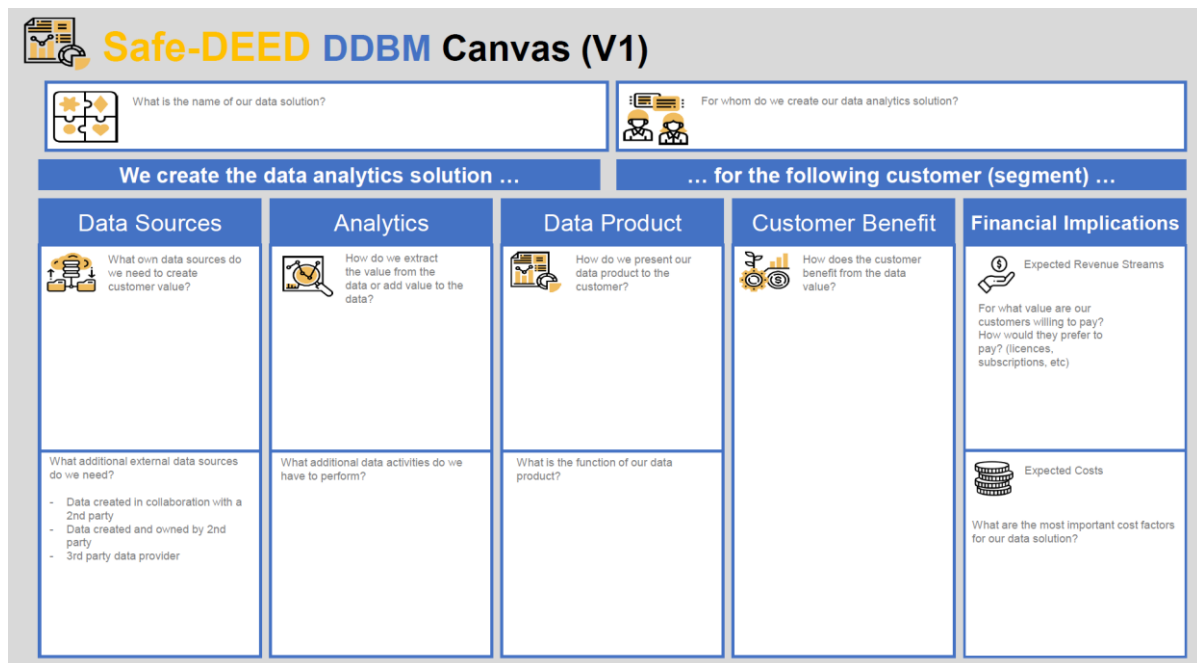 Safe-DEED DDBM Canvas (V1)
What is the name of our data solution?
For whom do we create our data analytics solution?
We create the data analytics solution ...
... for the following customer (segment) ...
Data Sources
What own data sources do
we need to create
customer value?
What additional external data sources
do we need?
- Data created in collaboration with a
2nd party
- Data created and owned by 2nd
party
- 3rd party data provider
Analytics
How do we extract
the value from the
data or add value to the
data?
What additional data activities do we
have to perform?
Data Product
How do we present our
data product to the
customer?
What is the function of our data
product?
Customer Benefit
How does the customer
benefit from the data
value?
Financial Implications
Expected Revenue Streams
For what value are our
customers willing to pay?
How would they prefer to
pay? (licences,
subscriptions, etc)
Expected Costs
What are the most important cost factors
for our data solution?